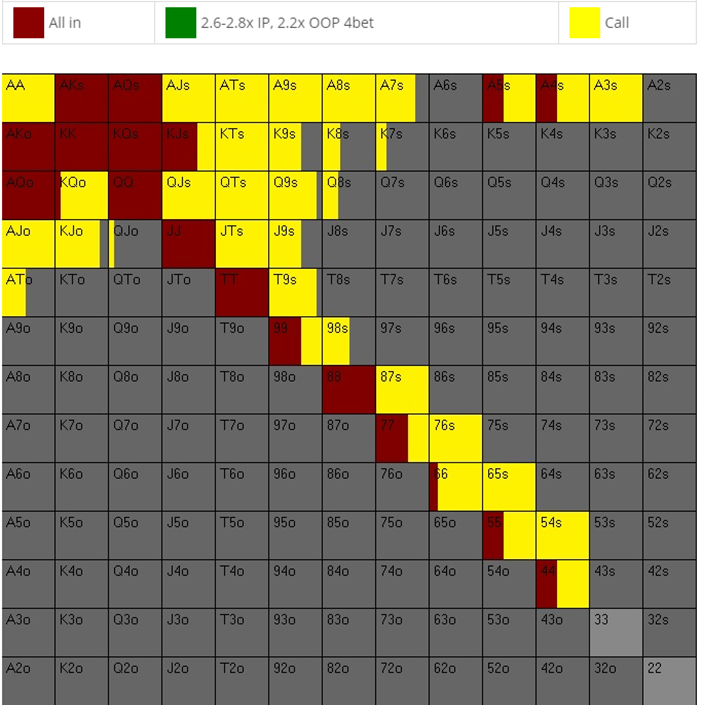 All in 2.6-2.8x IP, 2.2x OOP 4bet Call
AA AKs AQs AJs ATs A9s A8s A7s A6s A5s A4s A3s A2s
AKo KK KQs KJs KTs K9s K8s K7s K6s K5s K4s K3s K2s
AQo KQo QQ QJs QTs Q9s Q8s Q7s Q6s Q5s Q4s Q3s Q2s
AJo KJo QJo JJ JTs J9s J8s J7s J6s J5s J4s J3s J2s
ATo KTo QTo JTo TT T9s T8s T7s T6s T5s T4s T3s T2s
A9o K9o Q9o J9o T9o 99 98s 97s 96s 95s 94s 93s 92s
A8o K8o Q8o J8o T8o 98o 88 87s 86s 85s 84s 83s 82s
A7o K7o Q7o J7o T7o 97o 87o 77 76s 75s 74s 73s 72s
A6o K6o Q6o J6o T6o 96o 86o 76o 66 65s 64s 63s 62s
A5o K5o Q5o J5o T5o 95o 85o 75o 65o 55 54s 53s 52s
A4o K4o Q4o J4o T4o 94o 84o 74o 64o 54o 44 43s 42s
A3o K3o Q3o J3o T3o 93o 83o 73o 63o 53o 43o 33 32s
A2o K2o Q2o J2o T2o 92o 82o 72o 62o 52o 42o 32o 22